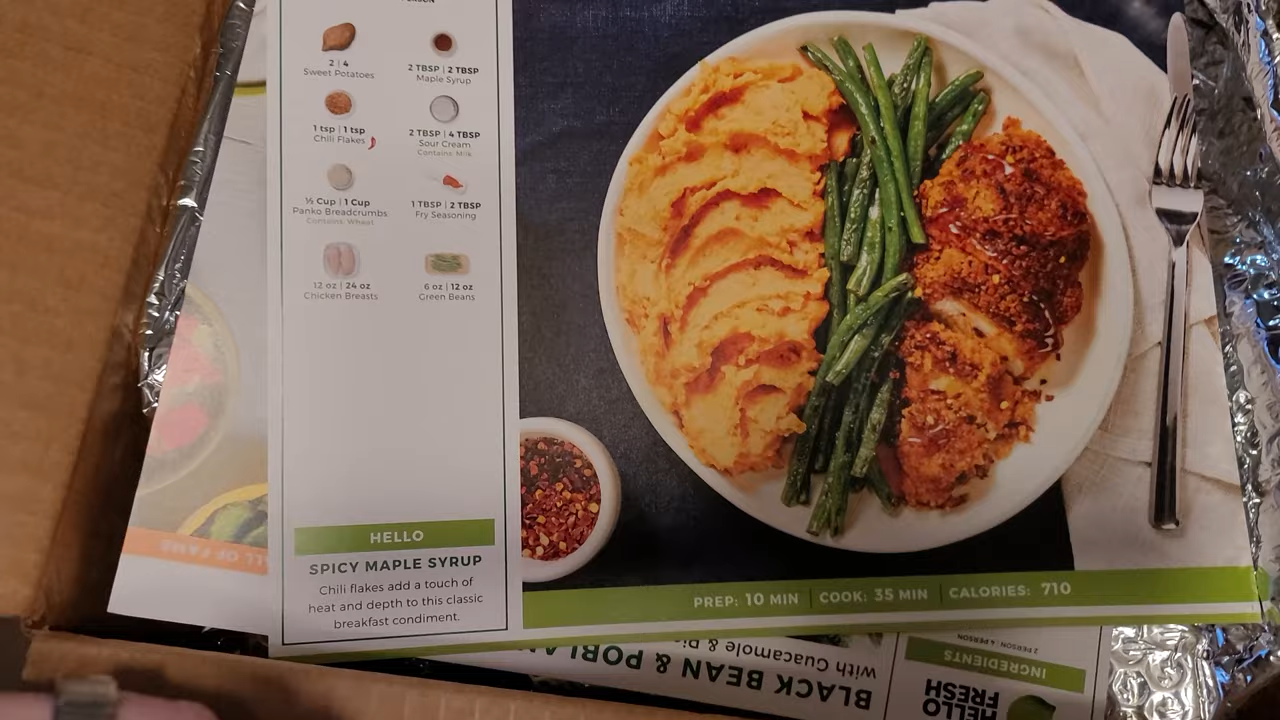 PERSON
2 | 4
Sweet Potatoes
2 TBSP | 2 TBSP
Maple Syrup
1 tsp | 1 tsp
Chili Flakes
2 TBSP | 4 TBSP
Sour Cream
Contains: Milk
½ Cup | 1 Cup
Panko Breadcrumbs
Contains: Wheat
1 TBSP | 2 TBSP
Fry Seasoning
12 oz | 24 oz
Chicken Breasts
6 oz | 12 oz
Green Beans
HELLO
SPICY MAPLE SYRUP
Chili flakes add a touch of
heat and depth to this classic
breakfast condiment.
PREP: 10 MIN | COOK: 35 MIN | CALORIES: 710
LL OF FAME
HELLO
FRESH
INGREDIENTS
2 PERSON | 4 PERSON
BLACK BEAN &
with Guacamole &